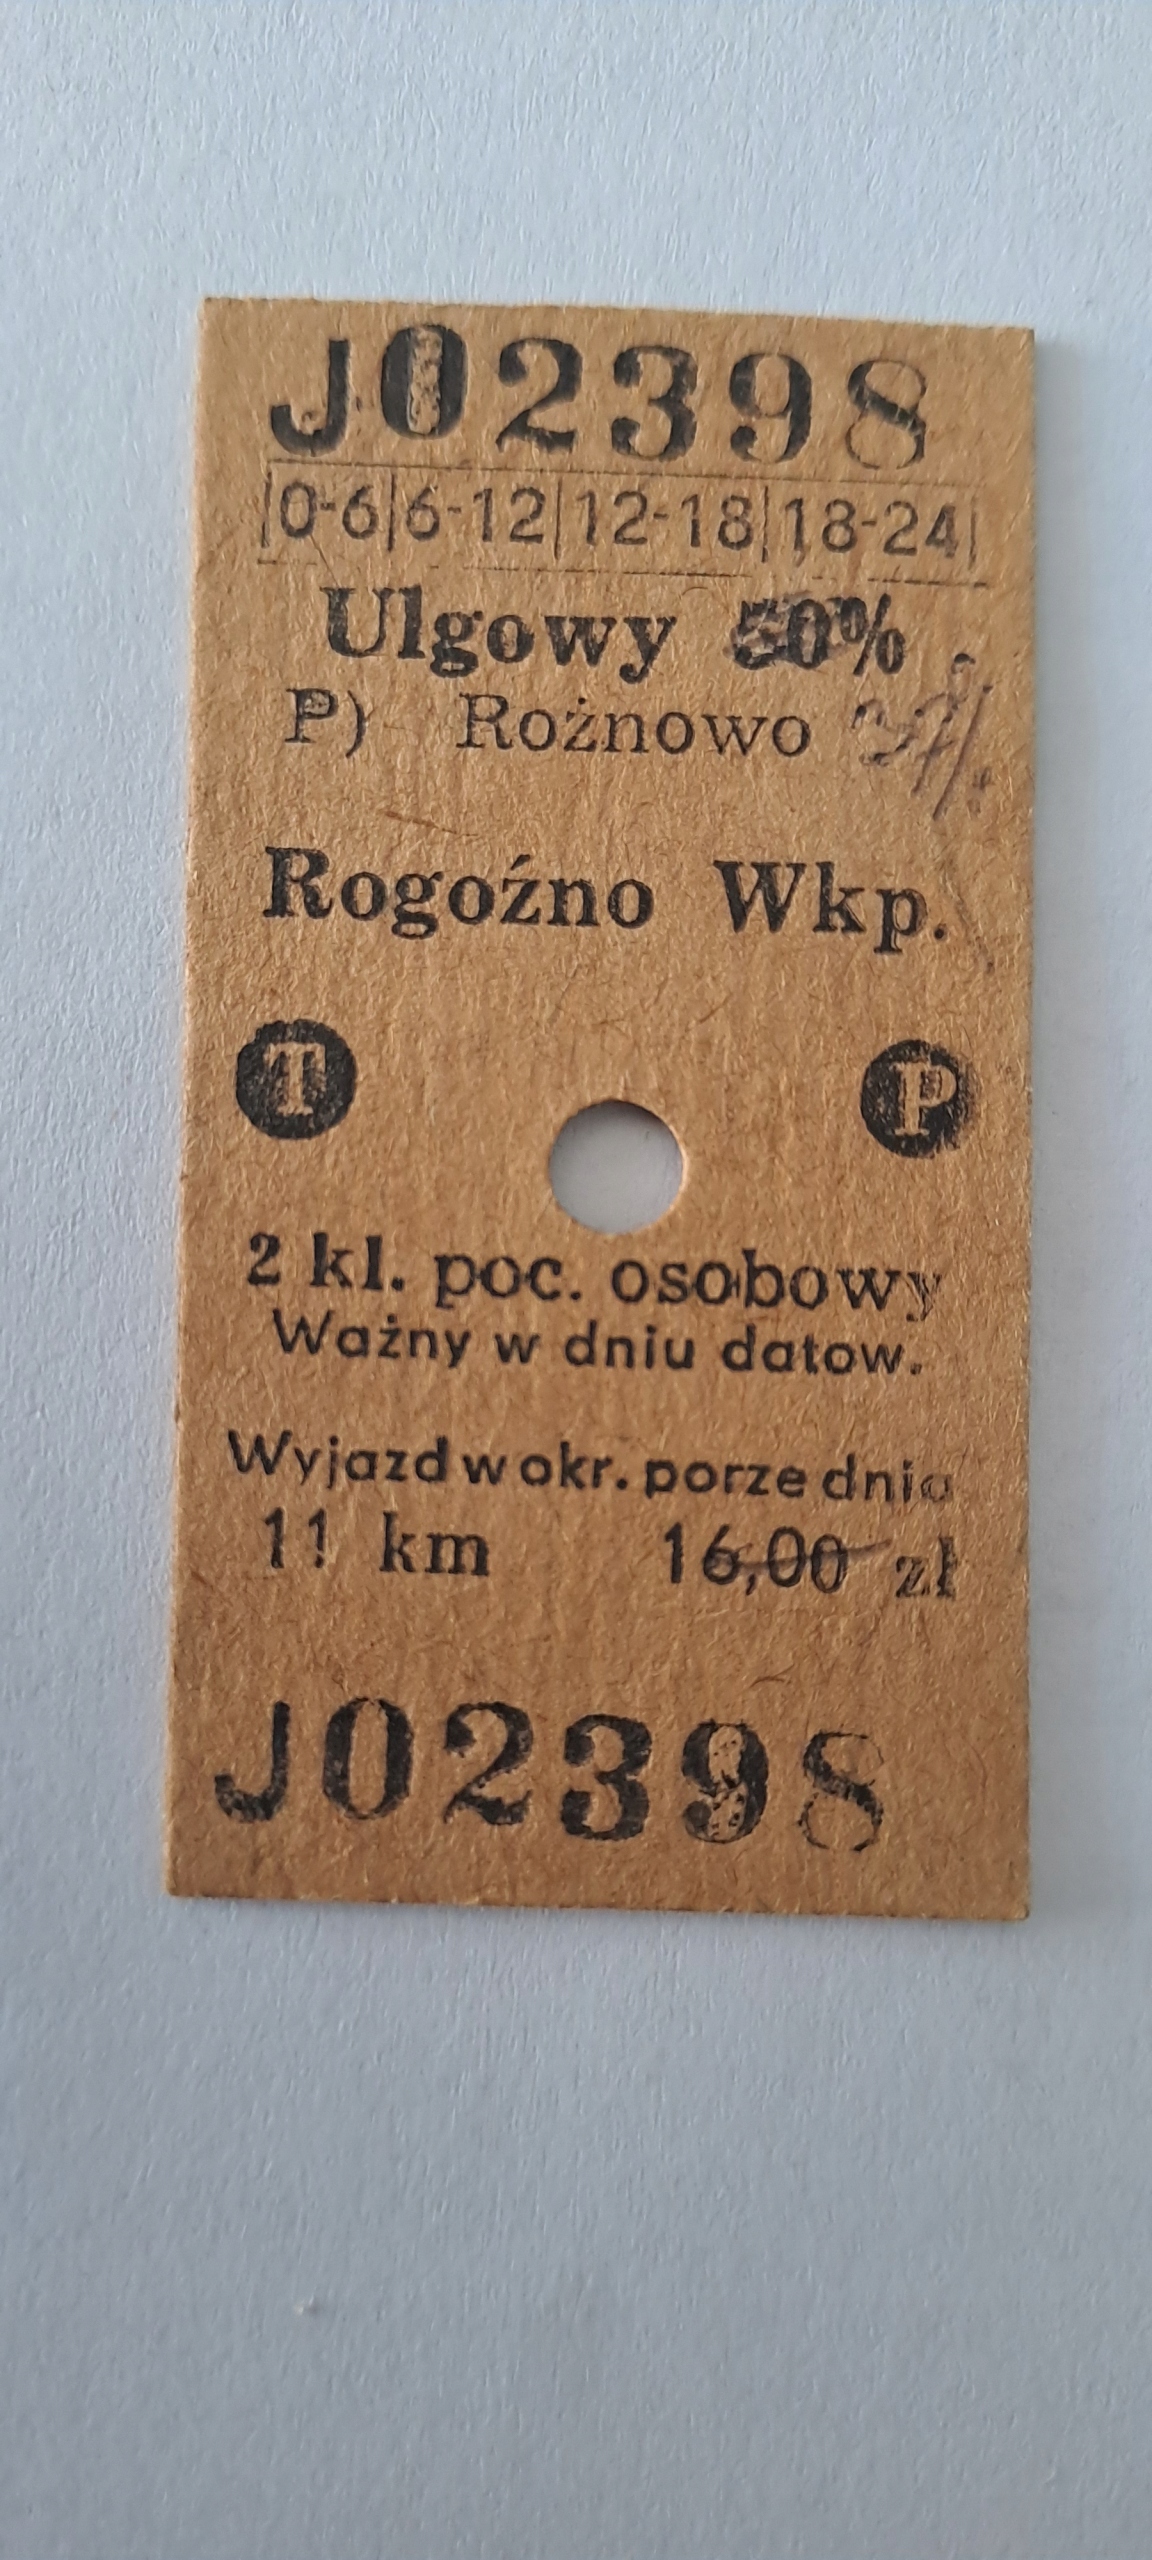 J02398
|0-6|6-12|12-18|18-24|
Ulgowy 50%
P) Rożnowo
Rogoźno Wkp.
T P
2 kl. poc. osobowy
Ważny w dniu datow.
Wyjazd w okr. porze dnia
11 km 16,00 zł
J02398